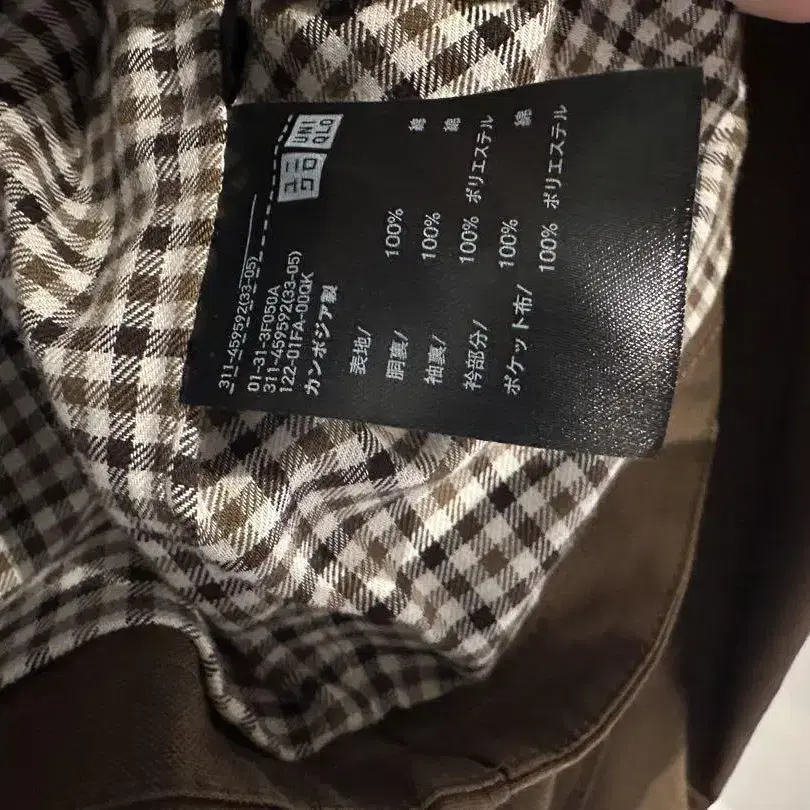 ユニクロ UNIQLO
311-459592(33-05)
01-31-3F050A
311-459592(33-05)
122-01FA-00QK
カンボジア製
表地/ 100% 綿
胴裏/ 100% 綿
袖裏/ 100% ポリエステル
衿部分/ 100% 綿
ポケット布/ 100% ポリエステル